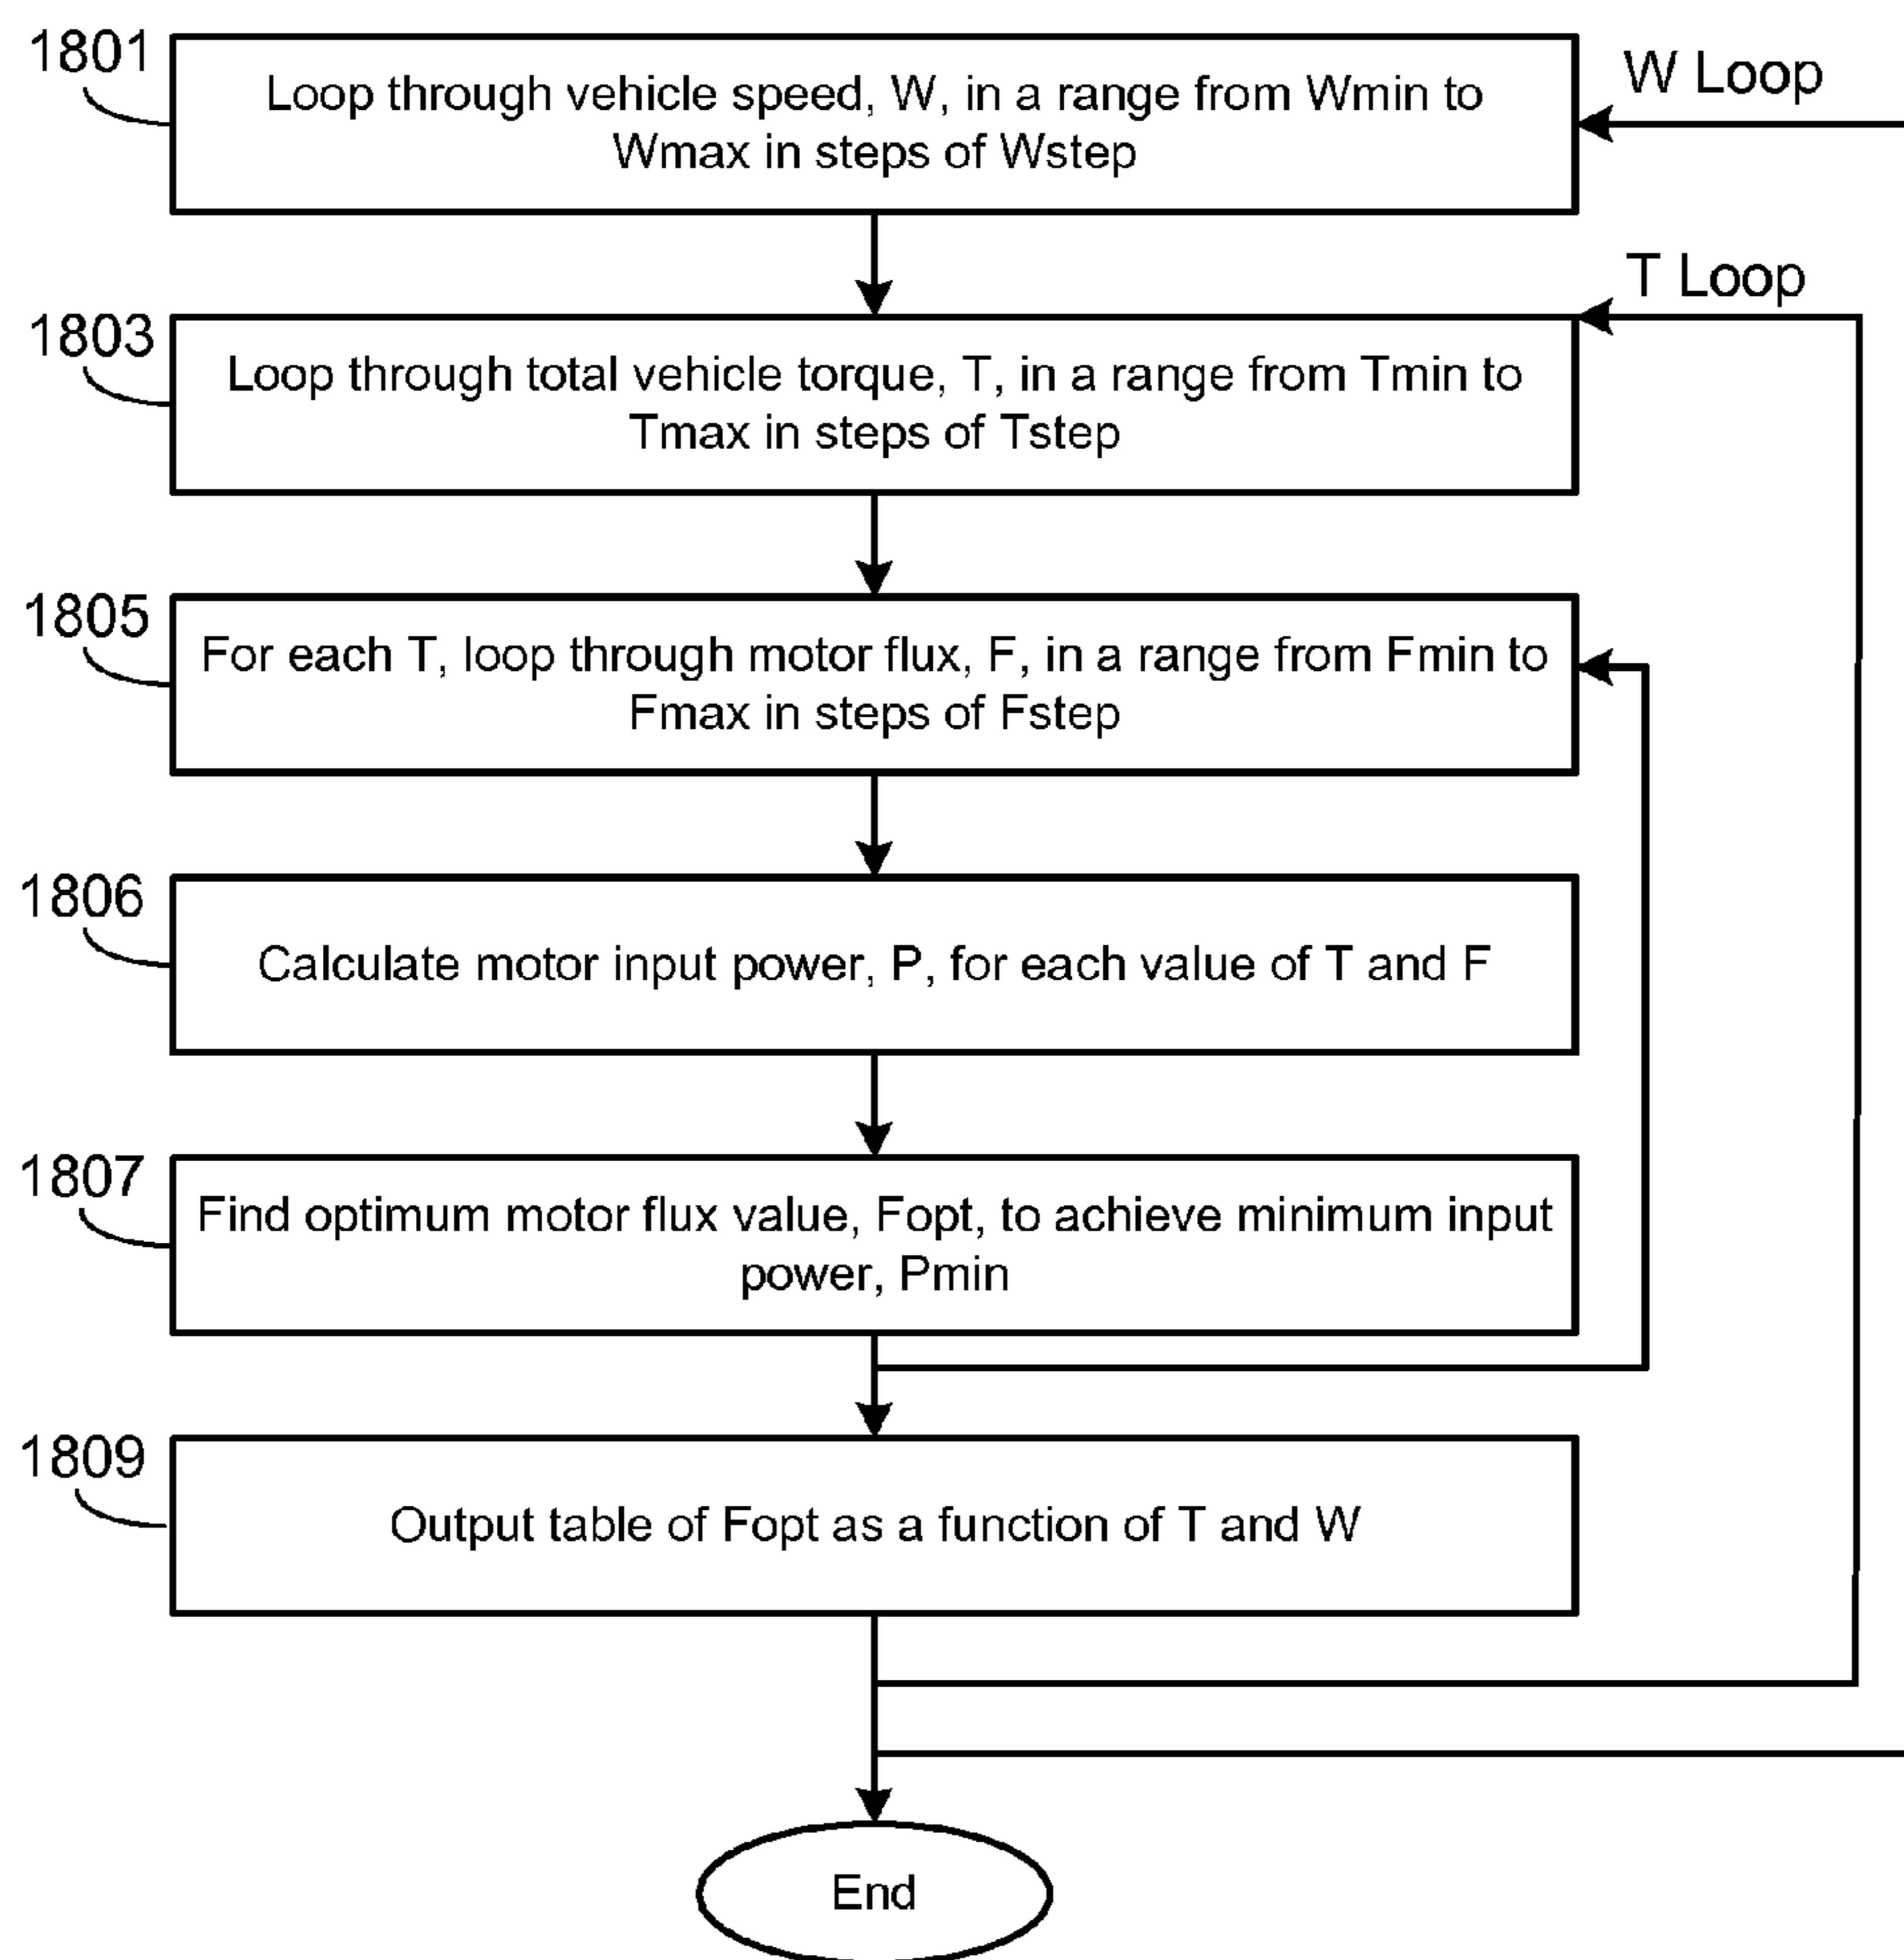 1801
Loop through vehicle speed, W, in a range from Wmin to
Wmax in steps of Wstep
W Loop
T Loop
1803
Loop through total vehicle torque, T, in a range from Tmin to
Tmax in steps of Tstep
1805
For each T, loop through motor flux, F, in a range from Fmin to
Fmax in steps of Fstep
1806
Calculate motor input power, P, for each value of T and F
1807
Find optimum motor flux value, Fopt, to achieve minimum input
power, Pmin
1809
Output table of Fopt as a function of T and W
End